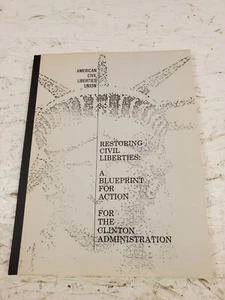 AMERICAN
CIVIL
LIBERTIES
UNION
RESTORING
CIVIL
LIBERTIES:
A
BLUEPRINT
FOR
ACTION
FOR
THE
CLINTON
ADMINISTRATION